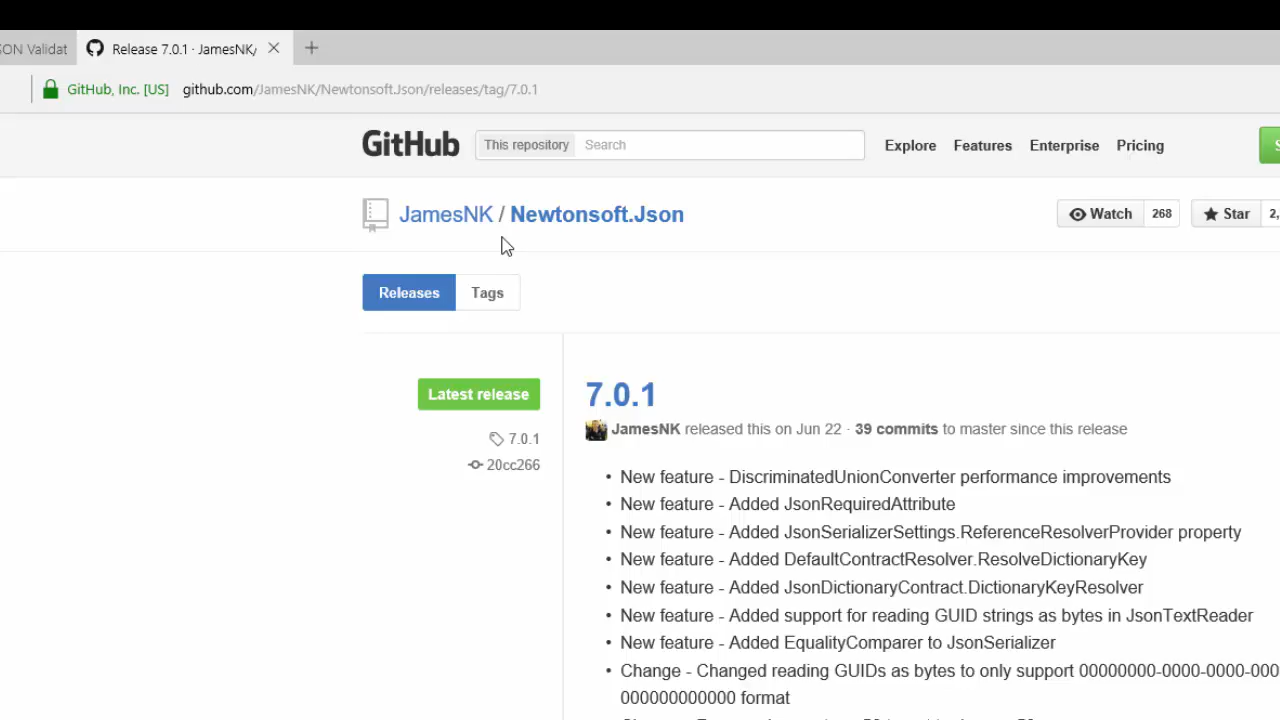 ON Validat
Release 7.0.1 · JamesNK/
GitHub, Inc. [US] github.com/JamesNK/Newtonsoft.Json/releases/tag/7.0.1
GitHub This repository Search Explore Features Enterprise Pricing
JamesNK / Newtonsoft.Json Watch 268 Star 2,
Releases Tags
Latest release
7.0.1
20cc266
7.0.1
JamesNK released this on Jun 22 · 39 commits to master since this release
• New feature - DiscriminatedUnionConverter performance improvements
• New feature - Added JsonRequiredAttribute
• New feature - Added JsonSerializerSettings.ReferenceResolverProvider property
• New feature - Added DefaultContractResolver.ResolveDictionaryKey
• New feature - Added JsonDictionaryContract.DictionaryKeyResolver
• New feature - Added support for reading GUID strings as bytes in JsonTextReader
• New feature - Added EqualityComparer to JsonSerializer
• Change - Changed reading GUIDs as bytes to only support 00000000-0000-0000-000
000000000000 format